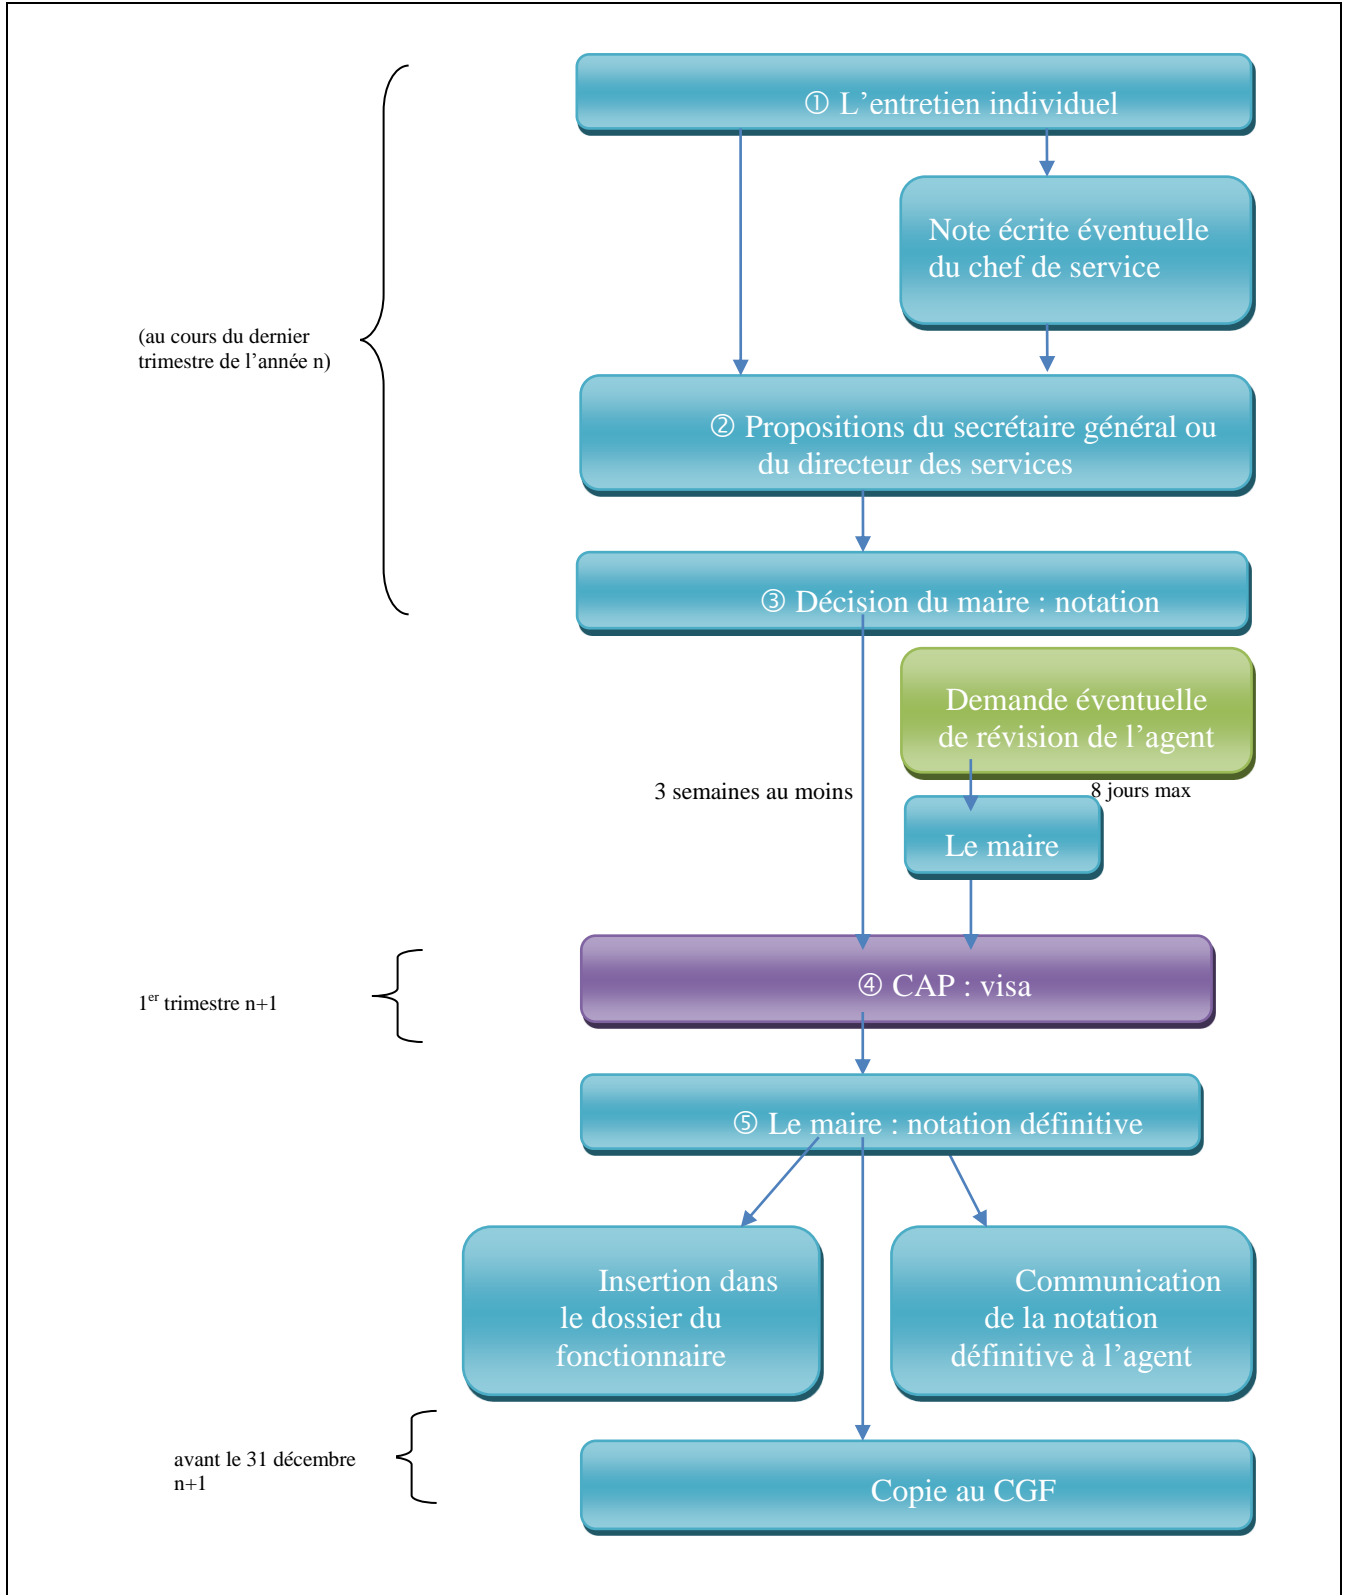 ① L’entretien individuel
Note écrite éventuelle
du chef de service
(au cours du dernier
trimestre de l’année n)
② Propositions du secrétaire général ou
du directeur des services
③ Décision du maire : notation
Demande éventuelle
de révision de l’agent
3 semaines au moins
8 jours max
Le maire
1er trimestre n+1
④ CAP : visa
⑤ Le maire : notation définitive
Insertion dans
le dossier du
fonctionnaire
Communication
de la notation
définitive à l’agent
avant le 31 décembre
n+1
Copie au CGF